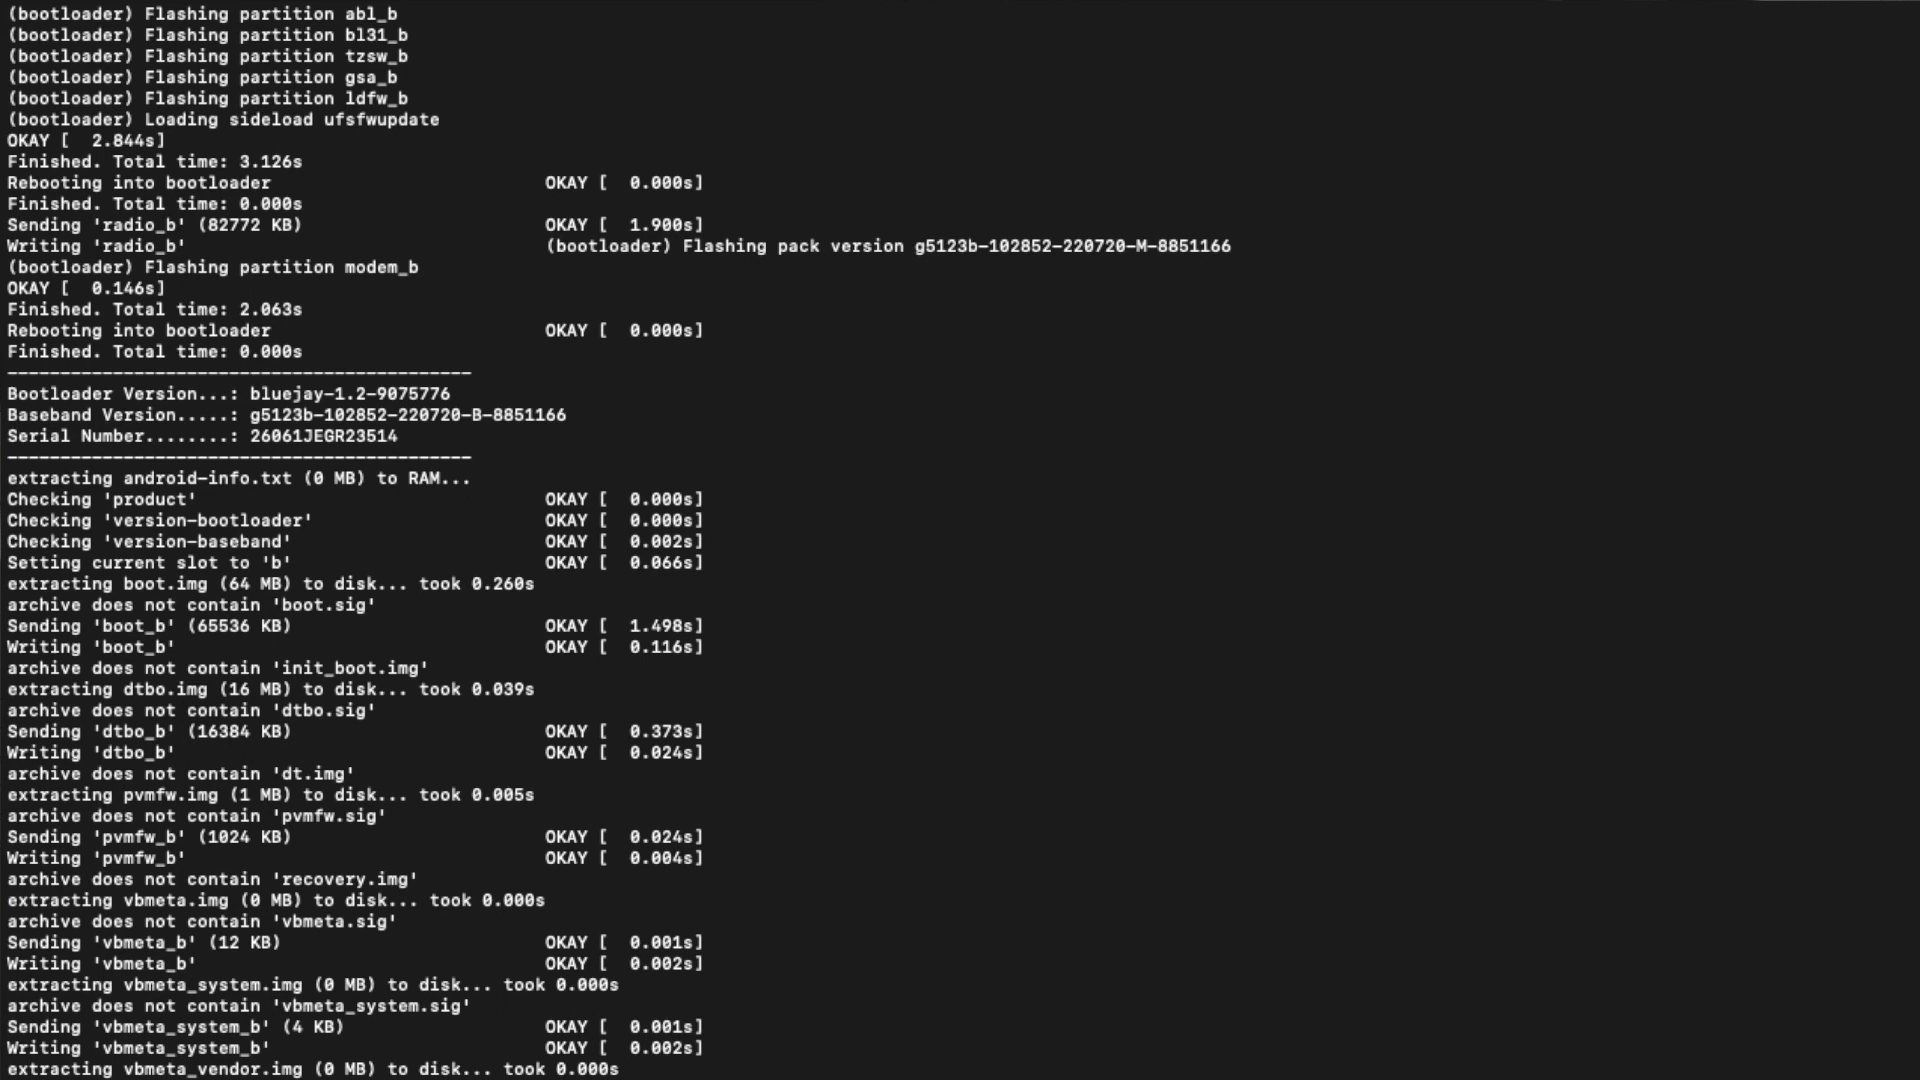 (bootloader) Flashing partition abl_b
(bootloader) Flashing partition bl31_b
(bootloader) Flashing partition tzsw_b
(bootloader) Flashing partition gsa_b
(bootloader) Flashing partition ldfw_b
(bootloader) Loading sideload ufsfwupdate
OKAY [  2.844s]
Finished. Total time: 3.126s
Rebooting into bootloader                          OKAY [  0.000s]
Finished. Total time: 0.000s
Sending 'radio_b' (82772 KB)                       OKAY [  1.900s]
Writing 'radio_b'                                  (bootloader) Flashing pack version g5123b-102852-220720-M-8851166
(bootloader) Flashing partition modem_b
OKAY [  0.146s]
Finished. Total time: 2.063s
Rebooting into bootloader                          OKAY [  0.000s]
Finished. Total time: 0.000s
--------------------------------------------
Bootloader Version...: bluejay-1.2-9075776
Baseband Version.....: g5123b-102852-220720-B-8851166
Serial Number........: 26061JEGR23514
--------------------------------------------
extracting android-info.txt (0 MB) to RAM...
Checking 'product'                                 OKAY [  0.000s]
Checking 'version-bootloader'                      OKAY [  0.000s]
Checking 'version-baseband'                        OKAY [  0.002s]
Setting current slot to 'b'                        OKAY [  0.066s]
extracting boot.img (64 MB) to disk... took 0.260s
archive does not contain 'boot.sig'
Sending 'boot_b' (65536 KB)                        OKAY [  1.498s]
Writing 'boot_b'                                   OKAY [  0.116s]
archive does not contain 'init_boot.img'
extracting dtbo.img (16 MB) to disk... took 0.039s
archive does not contain 'dtbo.sig'
Sending 'dtbo_b' (16384 KB)                        OKAY [  0.373s]
Writing 'dtbo_b'                                   OKAY [  0.024s]
archive does not contain 'dt.img'
extracting pvmfw.img (1 MB) to disk... took 0.005s
archive does not contain 'pvmfw.sig'
Sending 'pvmfw_b' (1024 KB)                        OKAY [  0.024s]
Writing 'pvmfw_b'                                  OKAY [  0.004s]
archive does not contain 'recovery.img'
extracting vbmeta.img (0 MB) to disk... took 0.000s
archive does not contain 'vbmeta.sig'
Sending 'vbmeta_b' (12 KB)                         OKAY [  0.001s]
Writing 'vbmeta_b'                                 OKAY [  0.002s]
extracting vbmeta_system.img (0 MB) to disk... took 0.000s
archive does not contain 'vbmeta_system.sig'
Sending 'vbmeta_system_b' (4 KB)                   OKAY [  0.001s]
Writing 'vbmeta_system_b'                          OKAY [  0.002s]
extracting vbmeta_vendor.img (0 MB) to disk... took 0.000s